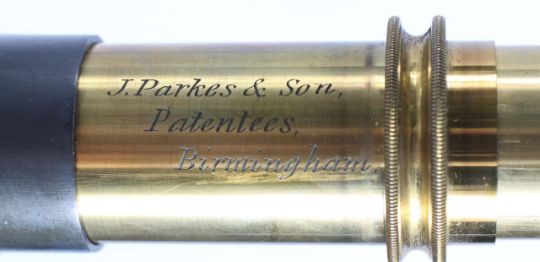 J. Parkes & Son,
Patentees,
Birmingham.